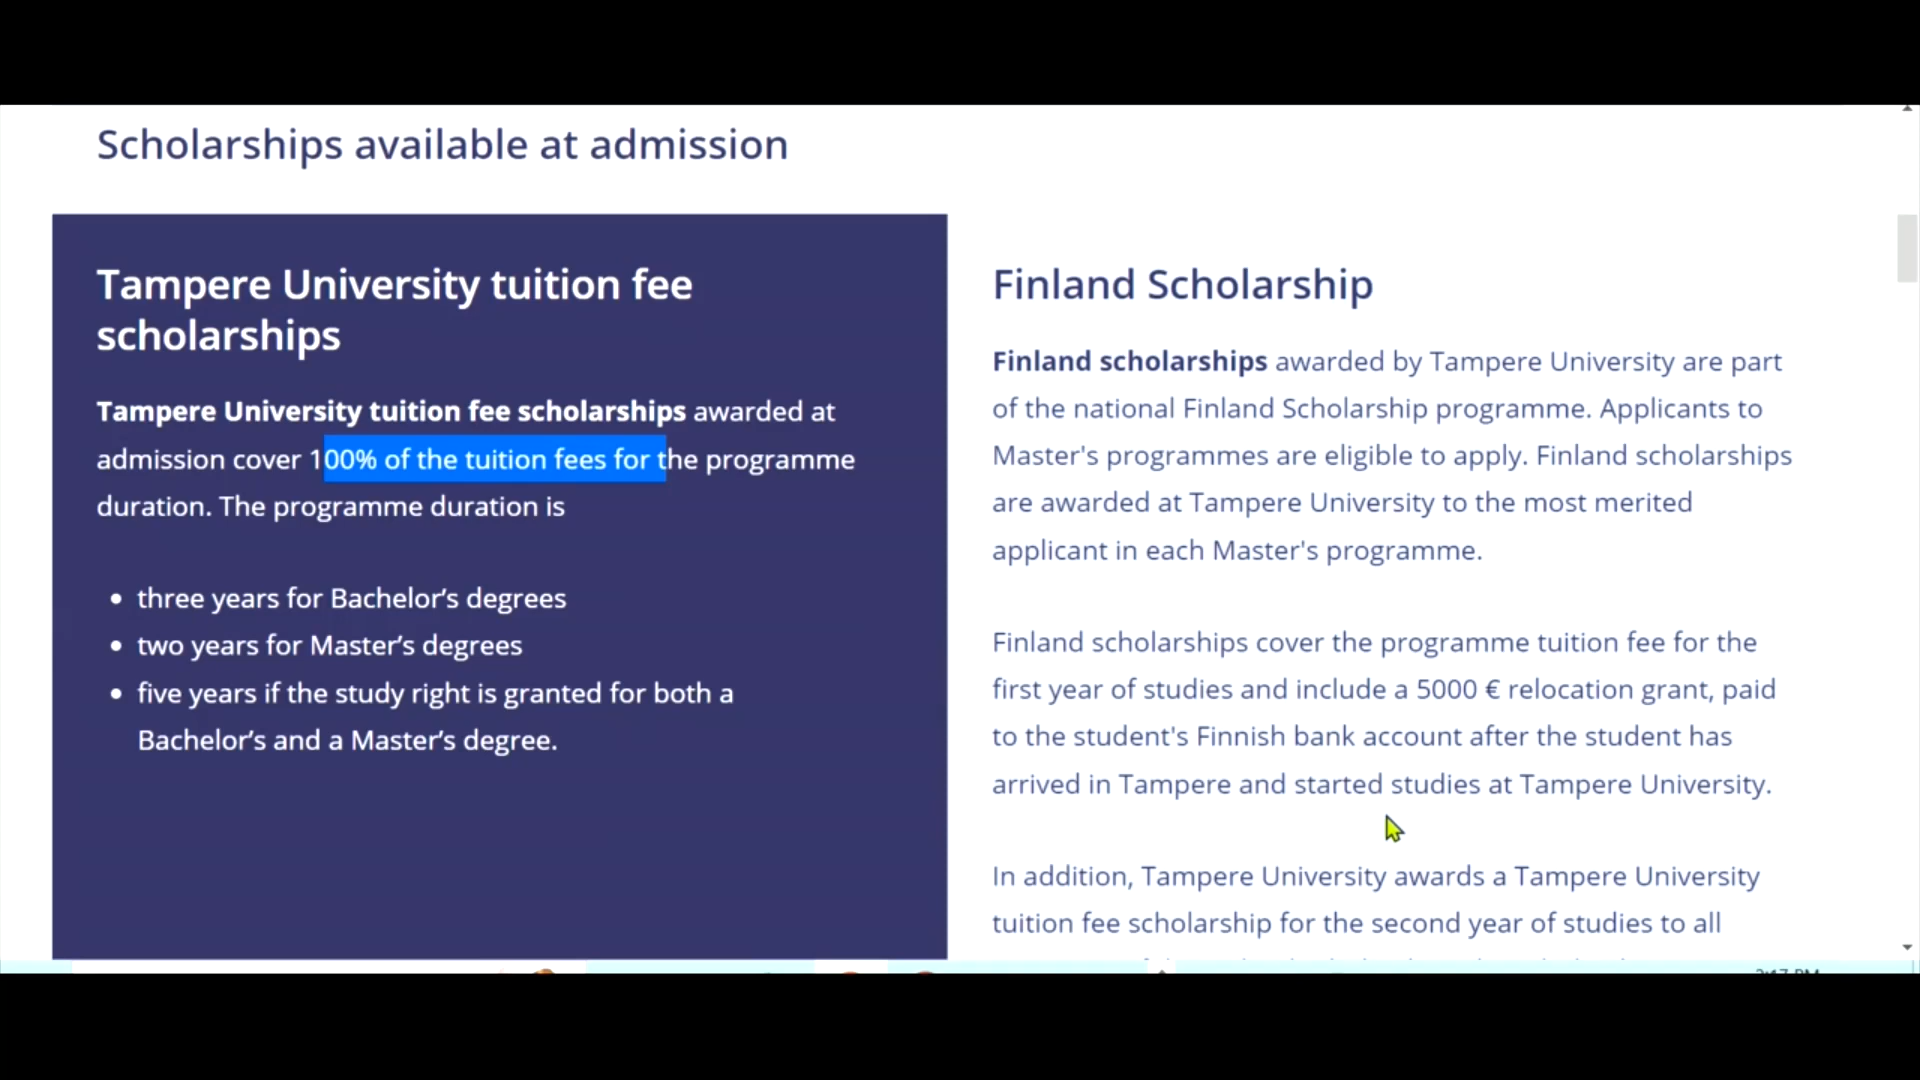 Scholarships available at admission
Tampere University tuition fee
scholarships
Tampere University tuition fee scholarships awarded at
admission cover 100% of the tuition fees for the programme
duration. The programme duration is
• three years for Bachelor’s degrees
• two years for Master’s degrees
• five years if the study right is granted for both a
Bachelor’s and a Master’s degree.
Finland Scholarship
Finland scholarships awarded by Tampere University are part
of the national Finland Scholarship programme. Applicants to
Master's programmes are eligible to apply. Finland scholarships
are awarded at Tampere University to the most merited
applicant in each Master's programme.
Finland scholarships cover the programme tuition fee for the
first year of studies and include a 5000 € relocation grant, paid
to the student's Finnish bank account after the student has
arrived in Tampere and started studies at Tampere University.
In addition, Tampere University awards a Tampere University
tuition fee scholarship for the second year of studies to all